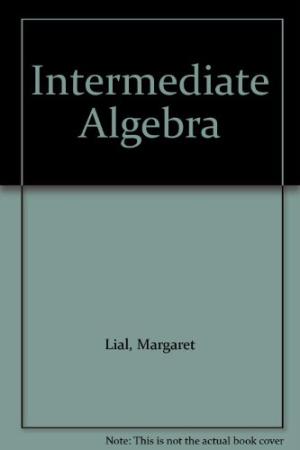 Intermediate
Algebra
Lial, Margaret
Note: This is not the actual book cover